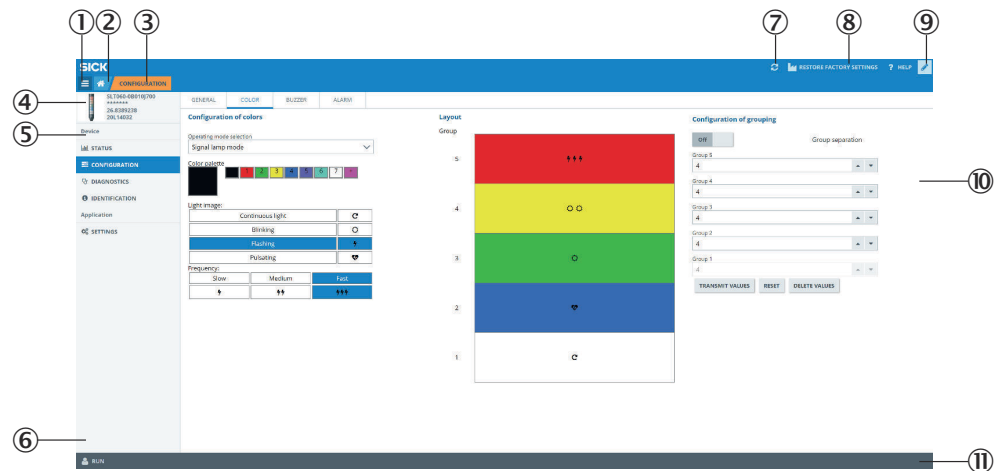 ① ② ③ ⑦ ⑧ ⑨
SICK
RESTORE FACTORY SETTINGS ? HELP
CONFIGURATION
④
SLT060-08010J700
*******
26.8389238
20L14032
⑤
Device
STATUS
CONFIGURATION
DIAGNOSTICS
IDENTIFICATION
Application
SETTINGS
⑥
GENERAL COLOR BUZZER ALARM
Configuration of colors
Operating mode selection
Signal lamp mode
Color palette
1 2 3 4 5 6 7
Light image:
Continuous light
Blinking
Flashing
Pulsating
Frequency:
Slow Medium Fast
Layout
Group
5
4
3
2
1
Configuration of grouping
Off Group separation
Group 5
4
Group 4
4
Group 3
4
Group 2
4
Group 1
4
TRANSMIT VALUES RESET DELETE VALUES
⑩
RUN
⑪